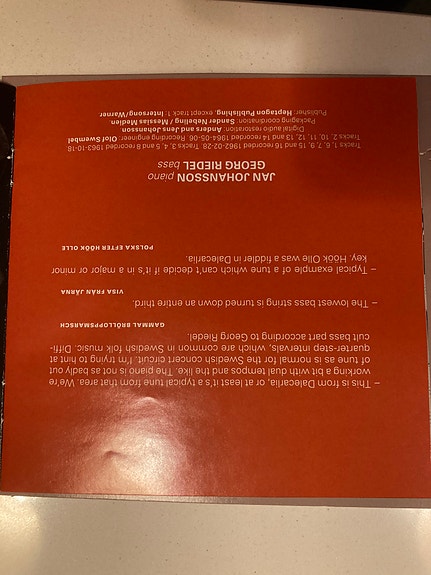 – This is from Dalecarlia, or at least it's a typical tune from that area. We're
working a bit with dual tempos and the like. The piano is not as badly out
of tune as is normal for the Swedish concert circuit. I'm trying to hint at
quarter-step intervals, which are common in Swedish folk music. Diffi-
cult bass part according to Georg Riedel.
GAMMAL BRÖLLOPPSMARSCH
– The lowest bass string is turned down an entire third.
VISA FRÅN JÄRNA
– Typical example of a tune which can't decide if it's in a major or minor
key. Höök Olle was a fiddler in Dalecarlia.
POLSKA EFTER HÖÖK OLLE
JAN JOHANSSON piano
GEORG RIEDEL bass
Tracks 1, 6, 7, 9, 15 and 16 recorded 1962-02-28. Tracks 3, 4, 5 and 8 recorded 1963-10-18.
Tracks 2, 10, 11, 12, 13 and 14 recorded 1964-05-06. Recording engineer: Olof Swembel.
Digital audio restoration: Anders and Jens Johansson.
Packaging coordination: Sander Nebeling / Messias Medien
Publisher: Heptagon Publishing, except track 1: Intersong/Warner